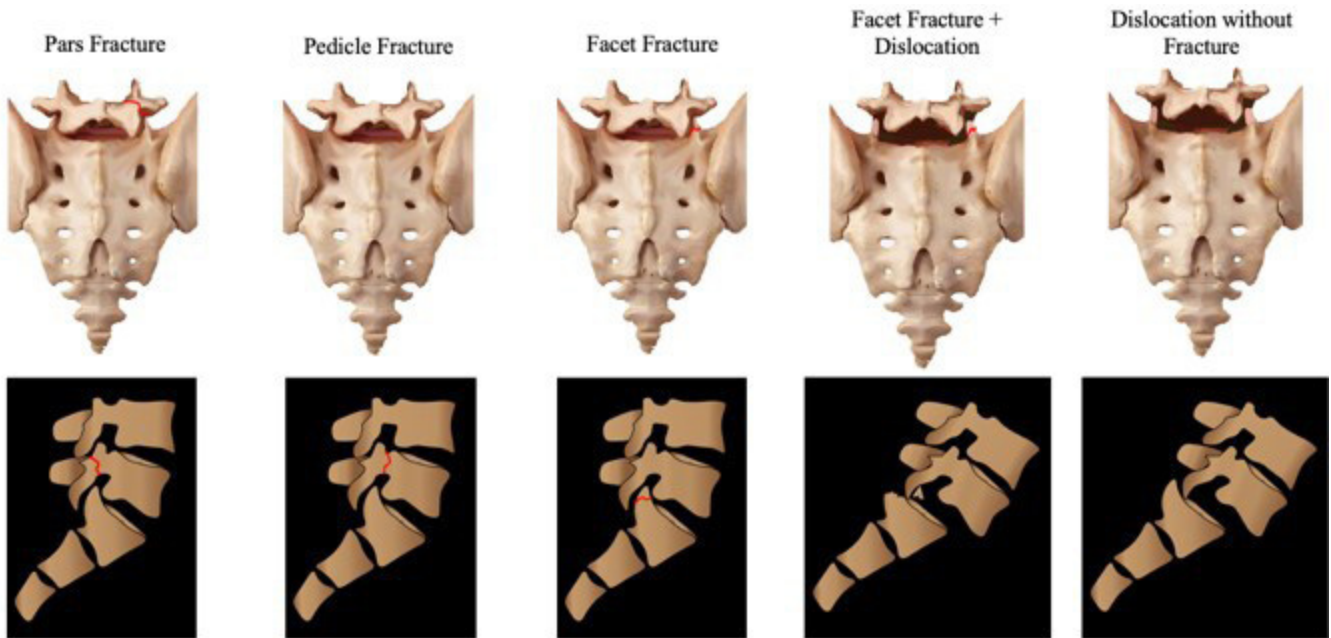 Pars Fracture
Pedicle Fracture
Facet Fracture
Facet Fracture +
Dislocation
Dislocation without
Fracture